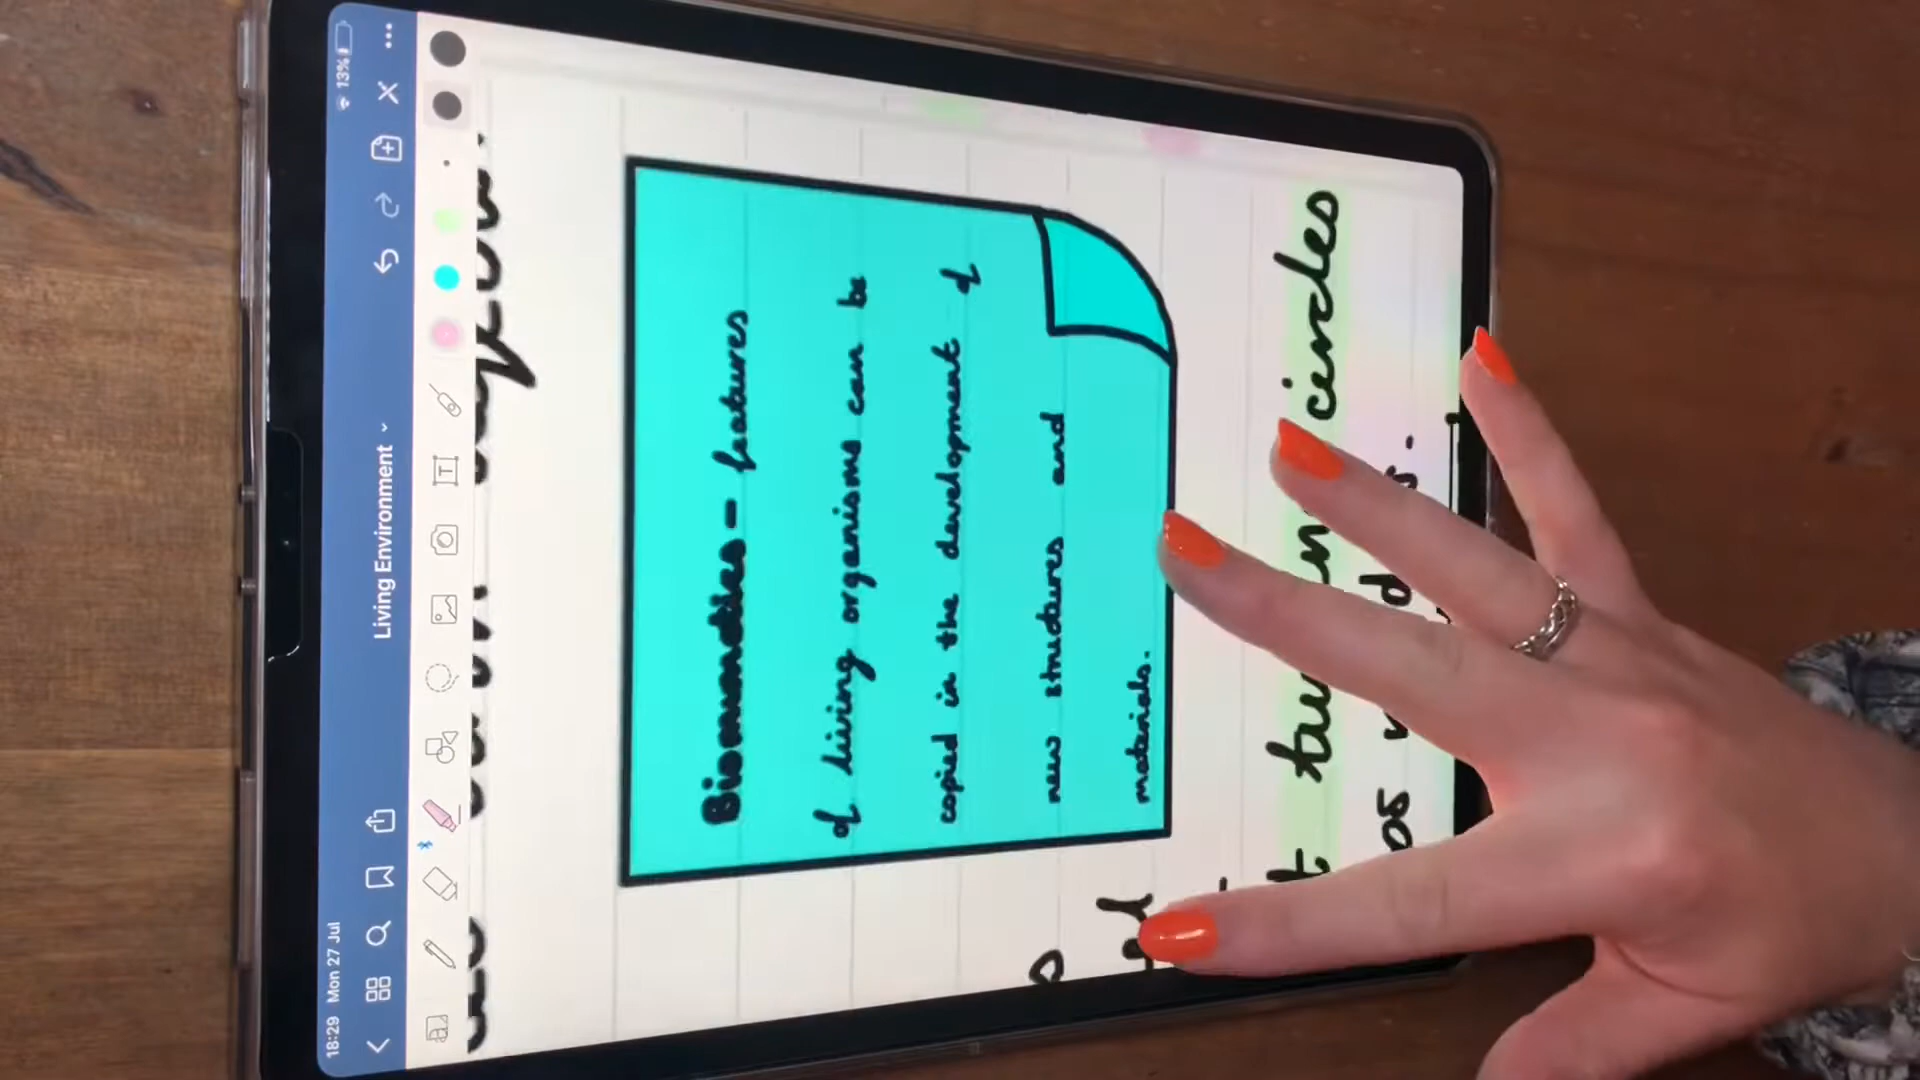 18:29 Mon 27 Jul
13%
Living Environment
Biomimetics - features
of living organisms can be
copied in the development of
new structures and
materials.
circles